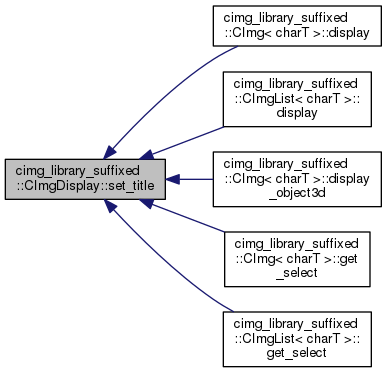 cimg_library_suffixed
::CImg< charT >::display
cimg_library_suffixed
::CImgList< charT >::
display
cimg_library_suffixed
::CImgDisplay::set_title
cimg_library_suffixed
::CImg< charT >::display
_object3d
cimg_library_suffixed
::CImg< charT >::get
_select
cimg_library_suffixed
::CImgList< charT >::
get_select